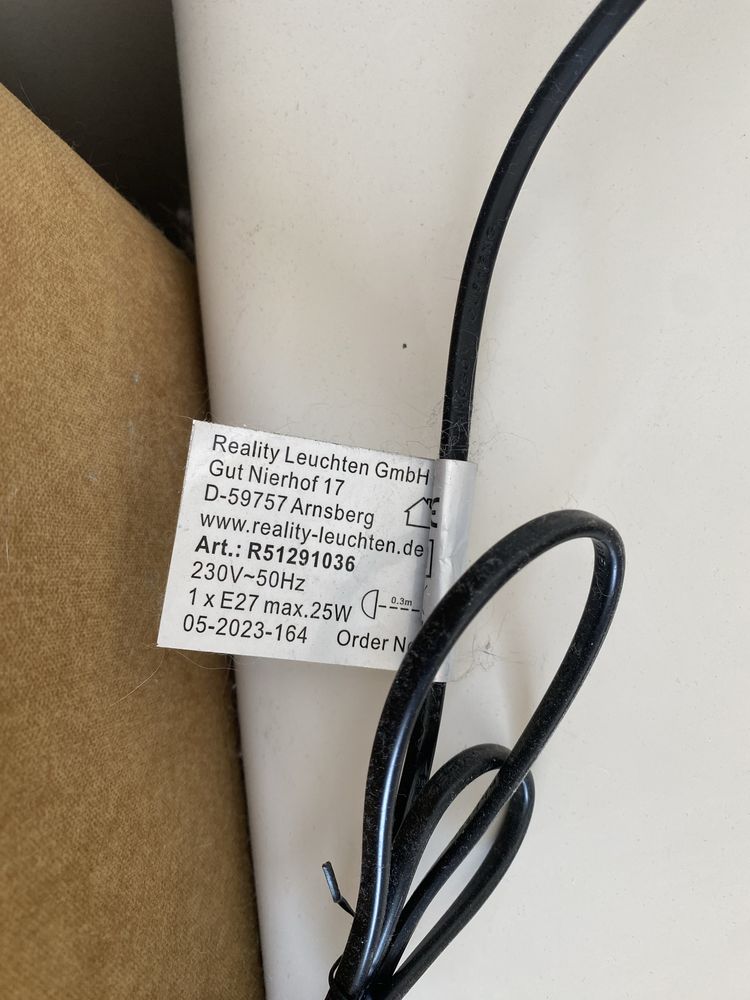 Reality Leuchten GmbH
Gut Nierhof 17
D-59757 Arnsberg
www.reality-leuchten.de
Art.: R51291036
230V~50Hz
1 x E27 max.25W
0.3m
05-2023-164 Order